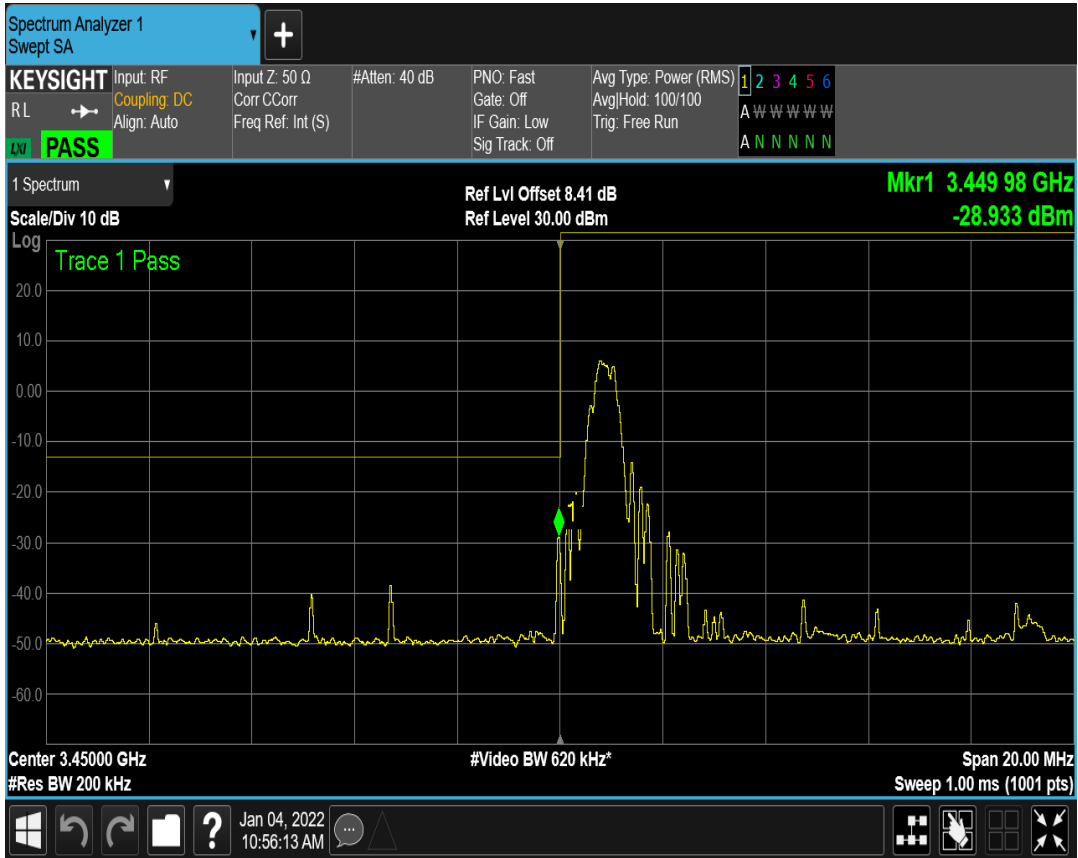 Spectrum Analyzer 1
Swept SA
KEYSIGHT
R L
LXI PASS
Input: RF
Coupling: DC
Align: Auto
Input Z: 50 Ω
Corr CCorr
Freq Ref: Int (S)
#Atten: 40 dB
PNO: Fast
Gate: Off
IF Gain: Low
Sig Track: Off
Avg Type: Power (RMS)
Avg|Hold: 100/100
Trig: Free Run
1 2 3 4 5 6
A W W W W W
A N N N N N
1 Spectrum
Scale/Div 10 dB
Ref Lvl Offset 8.41 dB
Ref Level 30.00 dBm
Mkr1 3.449 98 GHz
-28.933 dBm
Log
Trace 1 Pass
20.0
10.0
0.00
-10.0
-20.0
-30.0
-40.0
-50.0
-60.0
1
Center 3.45000 GHz
#Res BW 200 kHz
#Video BW 620 kHz*
Span 20.00 MHz
Sweep 1.00 ms (1001 pts)
?
Jan 04, 2022
10:56:13 AM